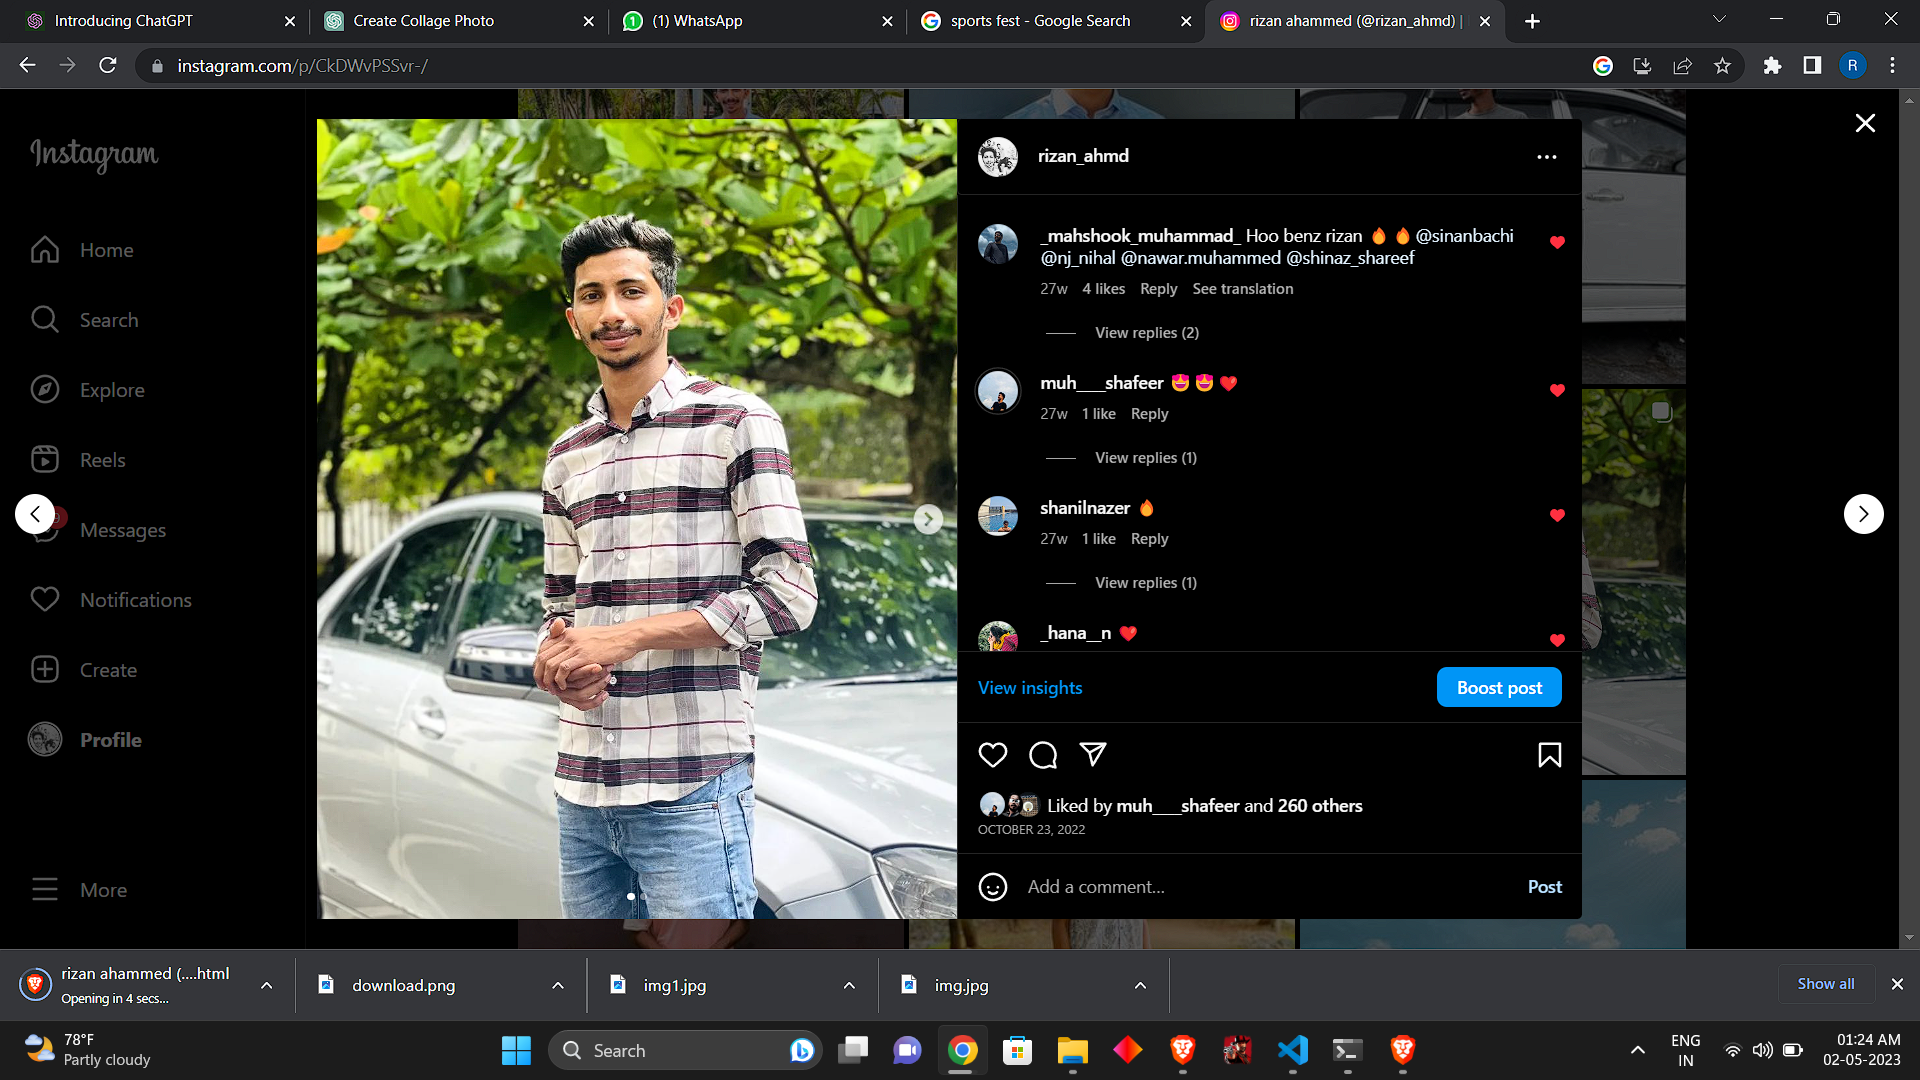 Introducing ChatGPT
Create Collage Photo
(1) WhatsApp
sports fest - Google Search
rizan ahammed (@rizan_ahmd) |
instagram.com/p/CkDWvPSSvr-/
R
Instagram
Home
Search
Explore
Reels
Messages
Notifications
Create
Profile
More
rizan_ahmd
_mahshook_muhammad_ Hoo benz rizan 🔥 🔥 @sinanbachi
@nj_nihal @nawar.muhammed @shinaz_shareef
27w 4 likes Reply See translation
View replies (2)
muh____shafeer 😍 😍 ❤️
27w 1 like Reply
View replies (1)
shanilnazer 🔥
27w 1 like Reply
View replies (1)
_hana__n ❤️
View insights
Boost post
Liked by muh____shafeer and 260 others
OCTOBER 23, 2022
Add a comment...
Post
rizan ahammed (....html
Opening in 4 secs...
download.png
img1.jpg
img.jpg
Show all
78°F
Partly cloudy
Search
ENG
IN
01:24 AM
02-05-2023